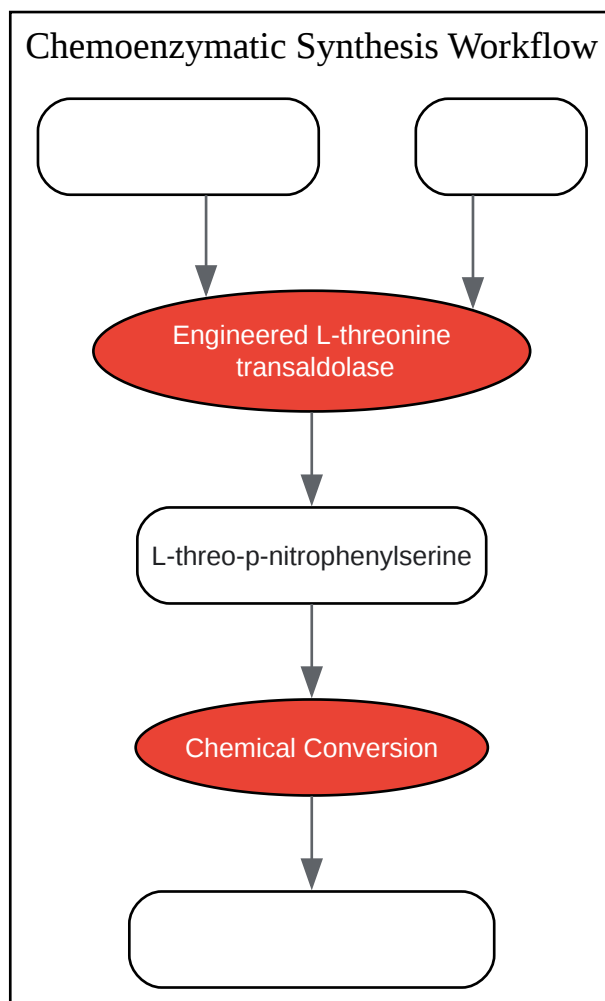 Chemoenzymatic Synthesis Workflow
Engineered L-threonine
transaldolase
L-threo-p-nitrophenylserine
Chemical Conversion